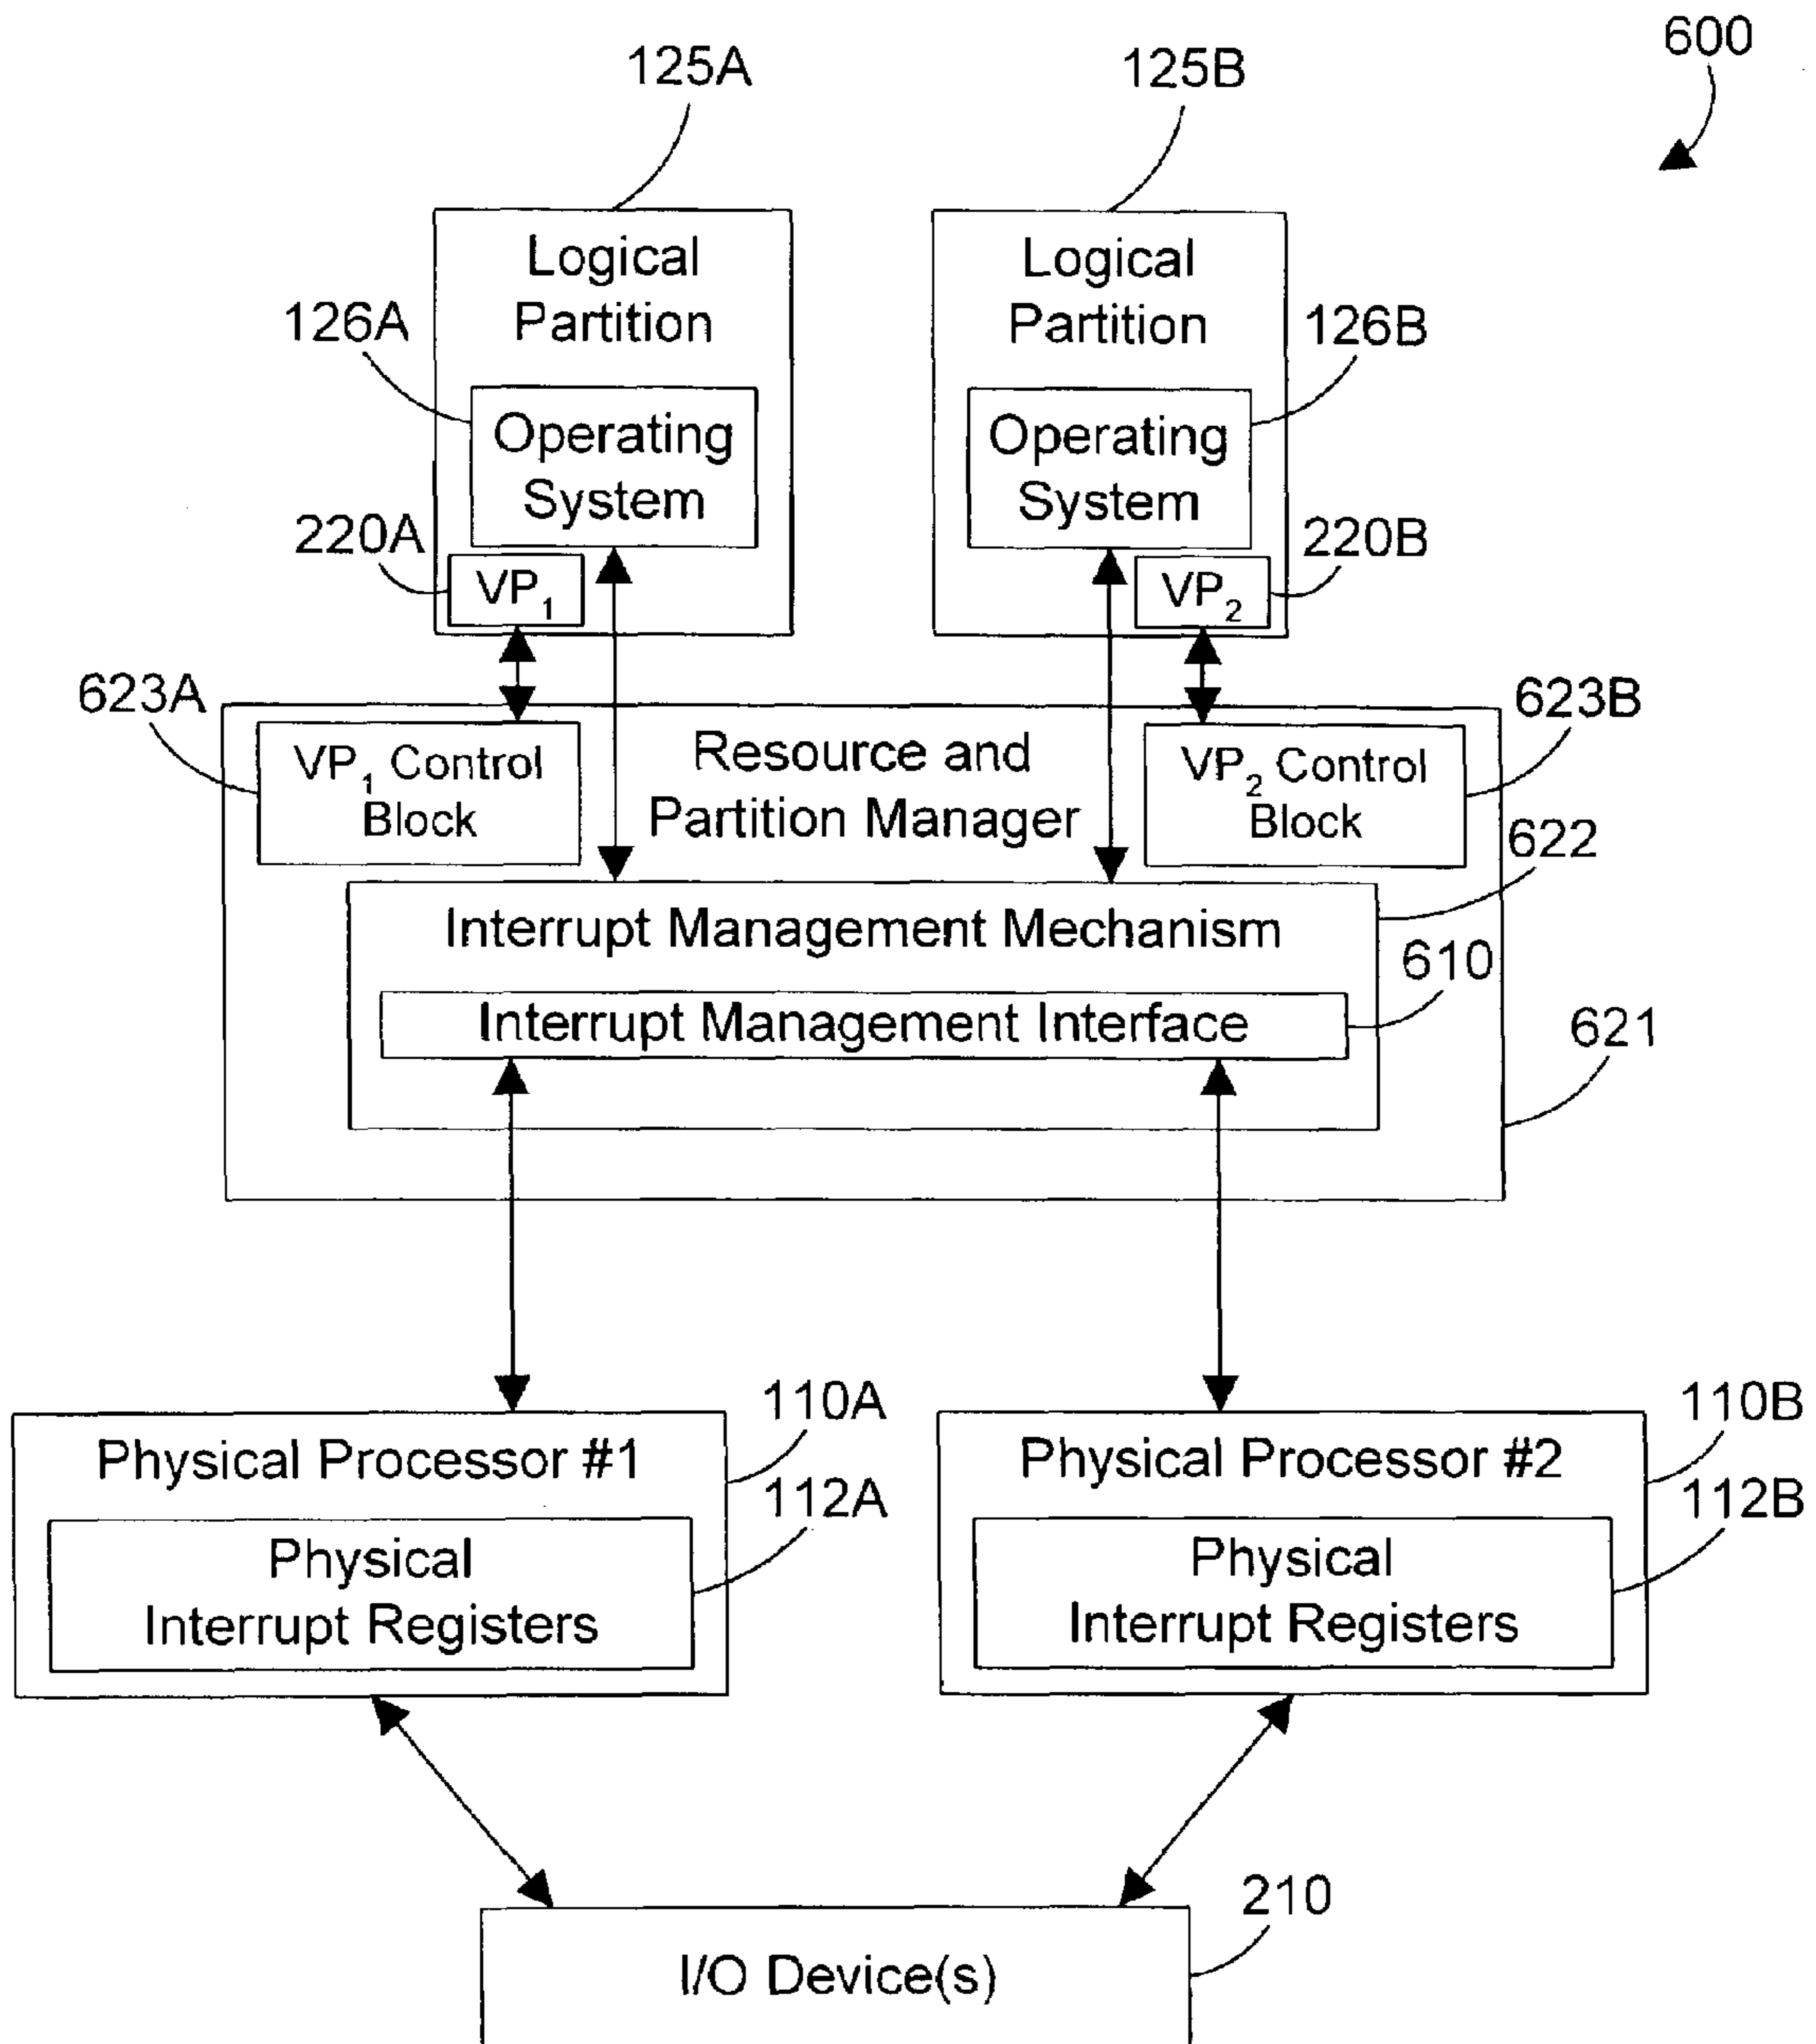 600
125A
125B
Logical
Partition
Logical
Partition
126A
126B
Operating
System
Operating
System
220A
220B
VP1
VP2
623A
623B
VP1 Control
Block
Resource and
Partition Manager
VP2 Control
Block
622
Interrupt Management Mechanism
610
Interrupt Management Interface
621
110A
110B
Physical Processor #1
Physical Processor #2
112A
112B
Physical
Interrupt Registers
Physical
Interrupt Registers
210
I/O Device(s)